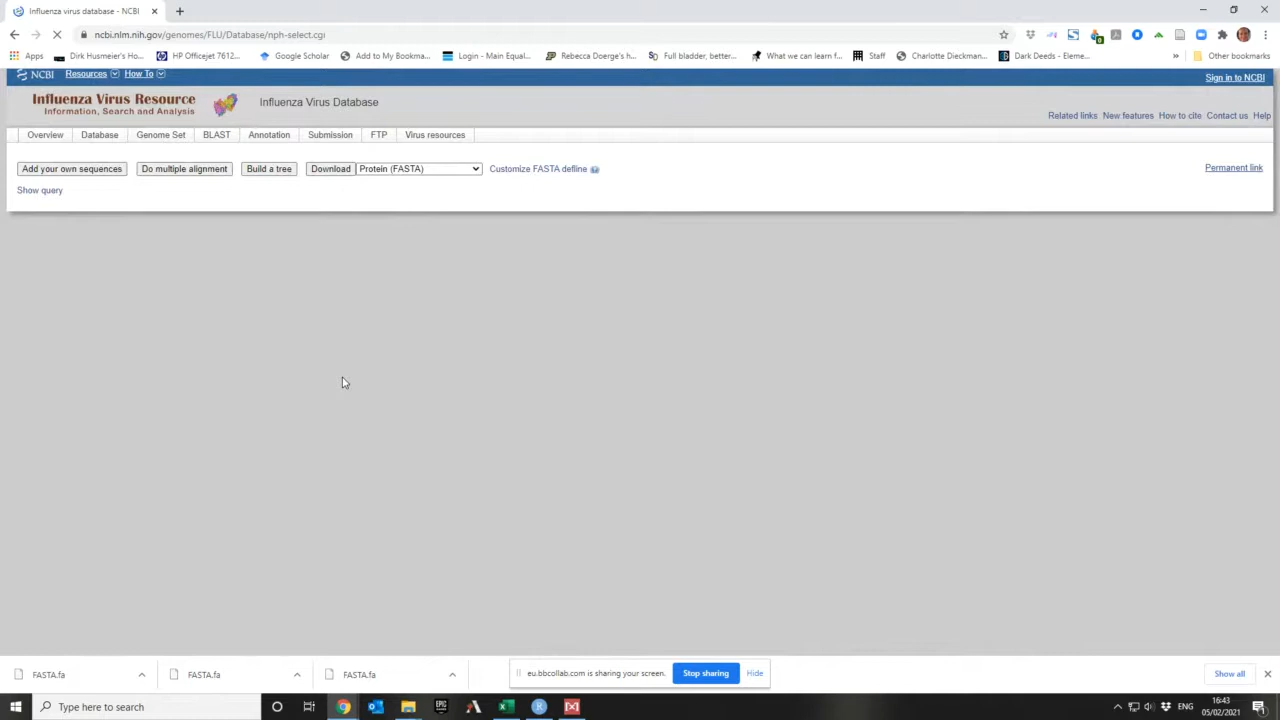 Influenza virus database - NCBI
ncbi.nlm.nih.gov/genomes/FLU/Database/nph-select.cgi
Apps Dirk Husmeier's Ho... HP Officejet 7612... Google Scholar Add to My Bookma... Login - Main Equal... Rebecca Doerge's h... Full bladder, better... What we can learn f... Staff Charlotte Dieckman... Dark Deeds – Eleme... » Other bookmarks
NCBI Resources How To Sign in to NCBI
Influenza Virus Resource
Information, Search and Analysis
Influenza Virus Database
Related links New features How to cite Contact us Help
Overview Database Genome Set BLAST Annotation Submission FTP Virus resources
Add your own sequences Do multiple alignment Build a tree Download Protein (FASTA) Customize FASTA defline Permanent link
Show query
FASTA.fa FASTA.fa FASTA.fa eu.bbcollab.com is sharing your screen. Stop sharing Hide Show all
Type here to search EPIC GAMES ENG 16:43
05/02/2021